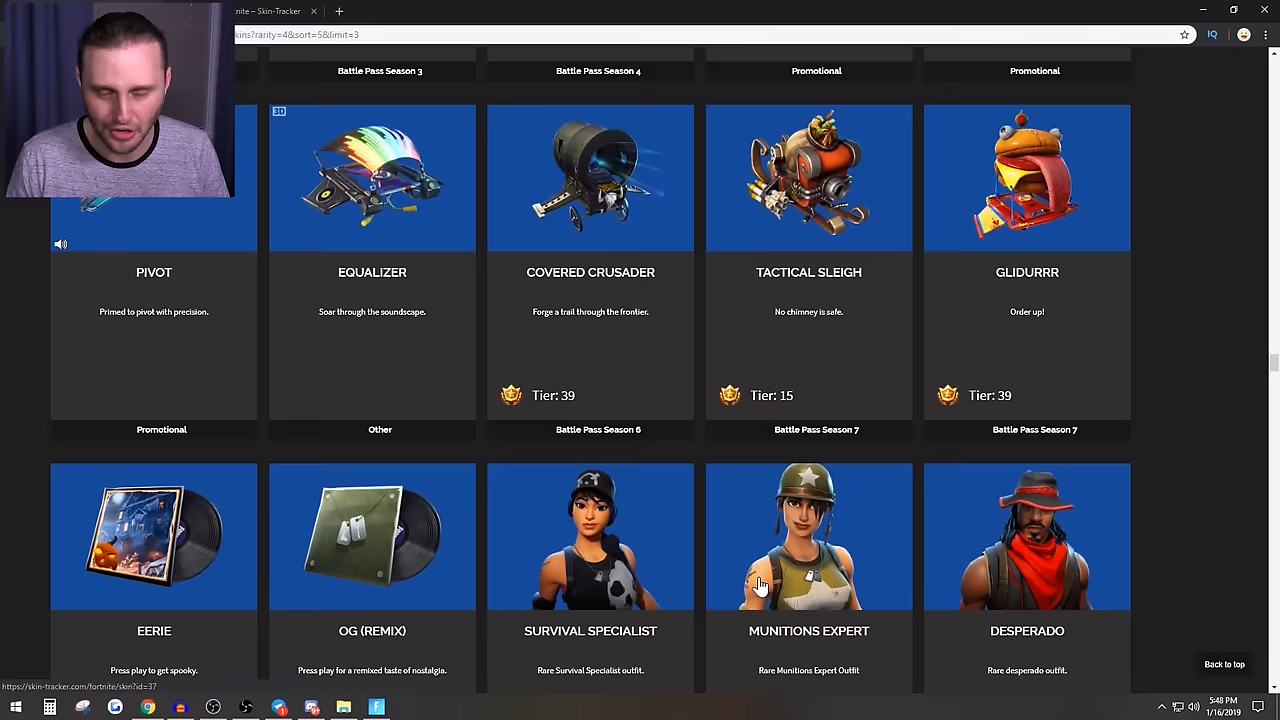 nite – Skin-Tracker
kins?rarity=4&sort=5&limit=3
IQ
Battle Pass Season 3
Battle Pass Season 4
Promotional
Promotional
3D
PIVOT
EQUALIZER
COVERED CRUSADER
TACTICAL SLEIGH
GLIDURRR
Primed to pivot with precision.
Soar through the soundscape.
Forge a trail through the frontier.
No chimney is safe.
Order up!
Tier: 39
Tier: 15
Tier: 39
Promotional
Other
Battle Pass Season 6
Battle Pass Season 7
Battle Pass Season 7
EERIE
OG (REMIX)
SURVIVAL SPECIALIST
MUNITIONS EXPERT
DESPERADO
Press play to get spooky.
Press play for a remixed taste of nostalgia.
Rare Survival Specialist outfit.
Rare Munitions Expert Outfit
Rare desperado outfit.
Back to top
https://skin-tracker.com/fortnite/skin?id=37
5:48 PM
1/16/2019